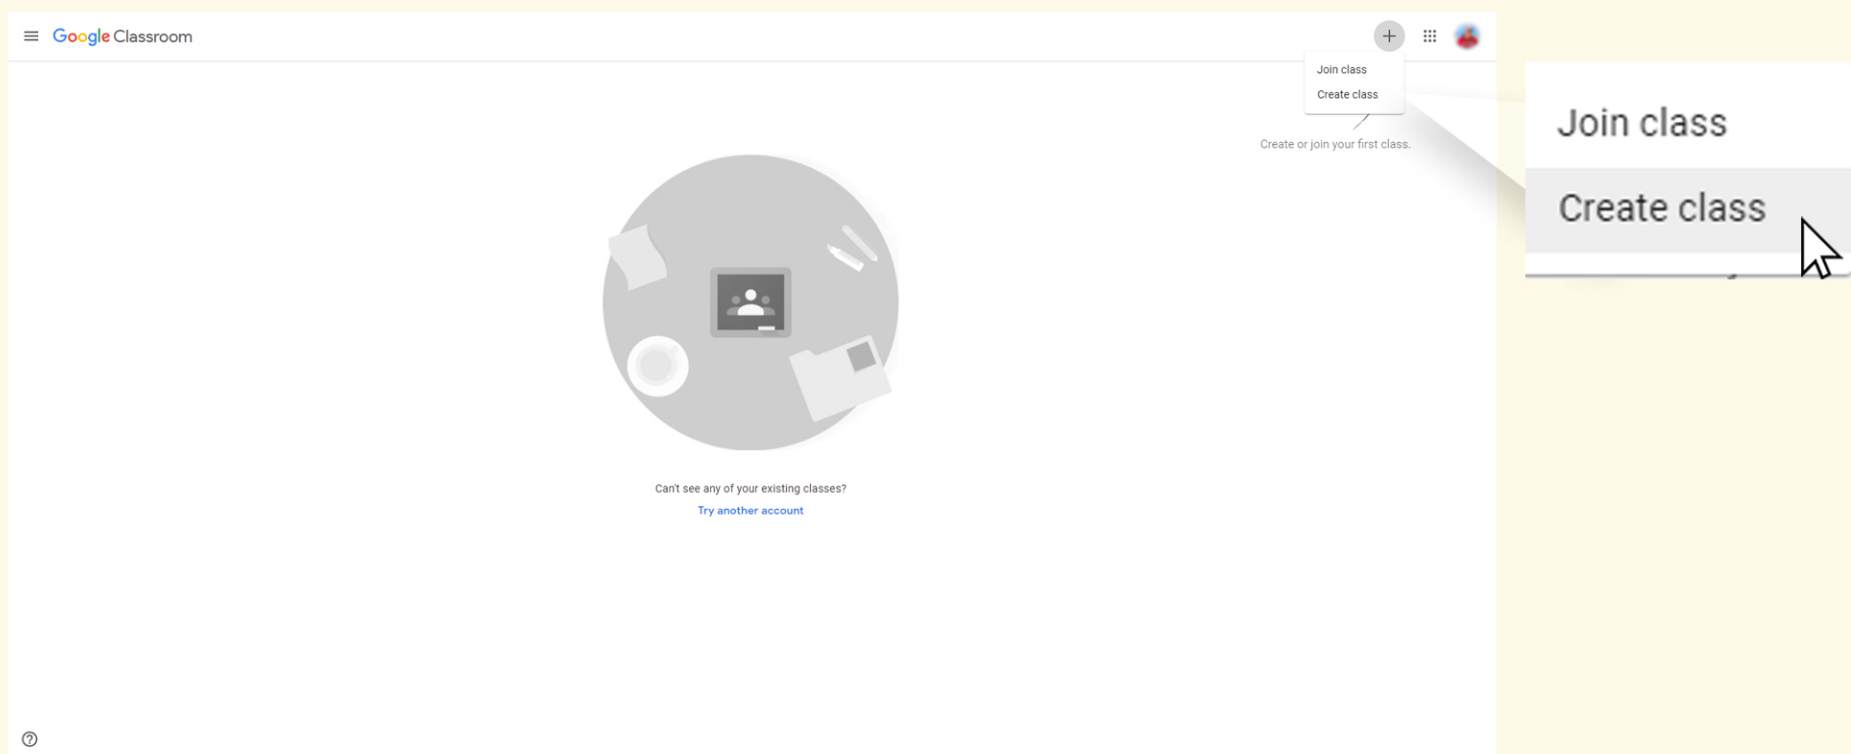 Google Classroom
Join class
Create class
Create or join your first class.
Can't see any of your existing classes?
Try another account
Join class
Create class